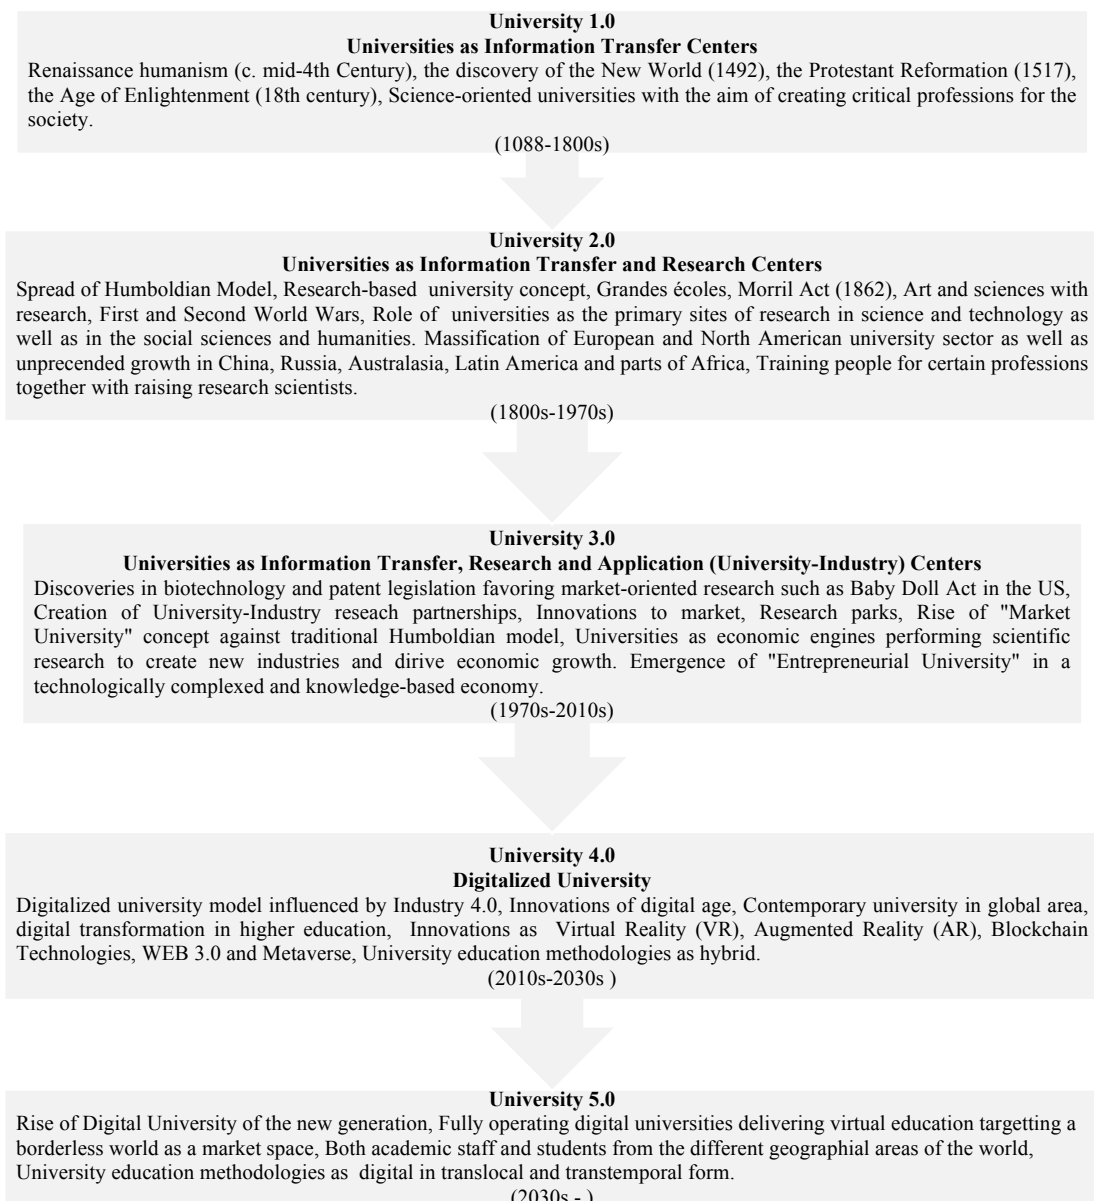 University 1.0
Universities as Information Transfer Centers
Renaissance humanism (c. mid-4th Century), the discovery of the New World (1492), the Protestant Reformation (1517),
the Age of Enlightenment (18th century), Science-oriented universities with the aim of creating critical professions for the
society.
(1088-1800s)
University 2.0
Universities as Information Transfer and Research Centers
Spread of Humboldian Model, Research-based university concept, Grandes écoles, Morril Act (1862), Art and sciences with
research, First and Second World Wars, Role of universities as the primary sites of research in science and technology as
well as in the social sciences and humanities. Massification of European and North American university sector as well as
unprecended growth in China, Russia, Australasia, Latin America and parts of Africa, Training people for certain professions
together with raising research scientists.
(1800s-1970s)
University 3.0
Universities as Information Transfer, Research and Application (University-Industry) Centers
Discoveries in biotechnology and patent legislation favoring market-oriented research such as Baby Doll Act in the US,
Creation of University-Industry reseach partnerships, Innovations to market, Research parks, Rise of "Market
University" concept against traditional Humboldian model, Universities as economic engines performing scientific
research to create new industries and dirive economic growth. Emergence of "Entrepreneurial University" in a
technologically complexed and knowledge-based economy.
(1970s-2010s)
University 4.0
Digitalized University
Digitalized university model influenced by Industry 4.0, Innovations of digital age, Contemporary university in global area,
digital transformation in higher education, Innovations as Virtual Reality (VR), Augmented Reality (AR), Blockchain
Technologies, WEB 3.0 and Metaverse, University education methodologies as hybrid.
(2010s-2030s )
University 5.0
Rise of Digital University of the new generation, Fully operating digital universities delivering virtual education targetting a
borderless world as a market space, Both academic staff and students from the different geographial areas of the world,
University education methodologies as digital in translocal and transtemporal form.
(2030s - )